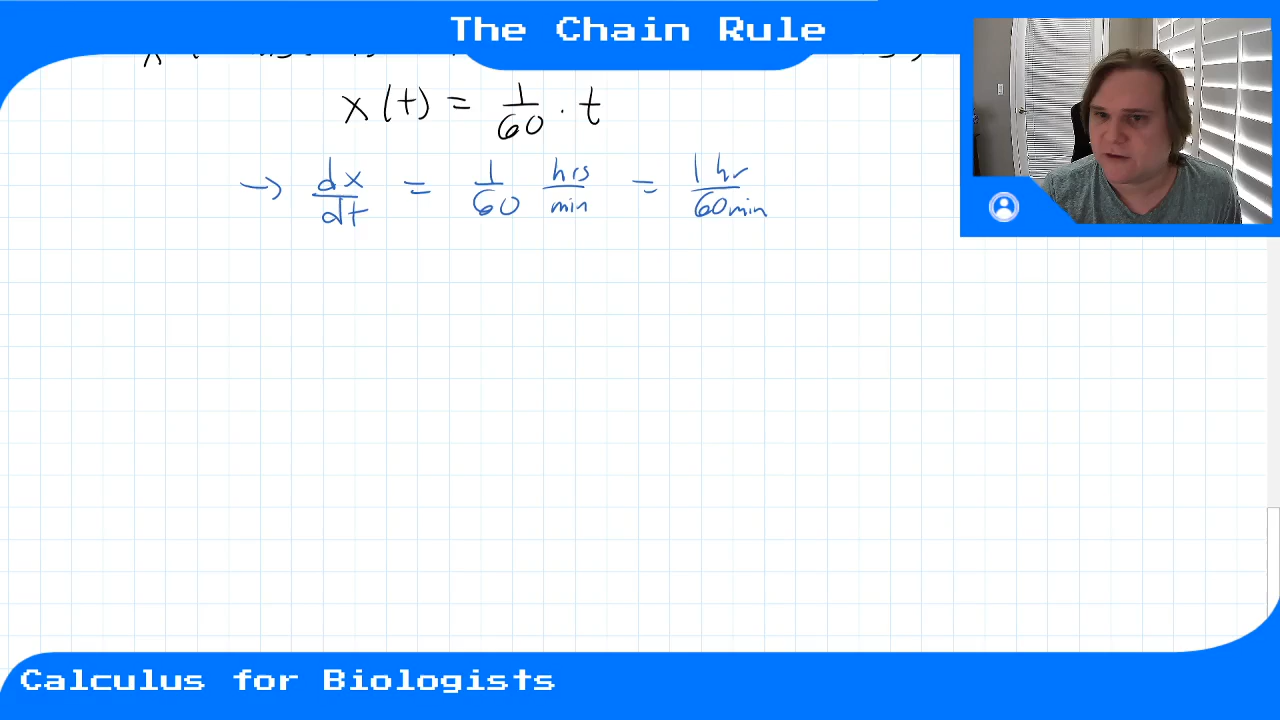 The Chain Rule
x(t) = 1/60 · t
→ dx/dt = 1/60 hrs/min = 1 hr/60 min
Calculus for Biologists